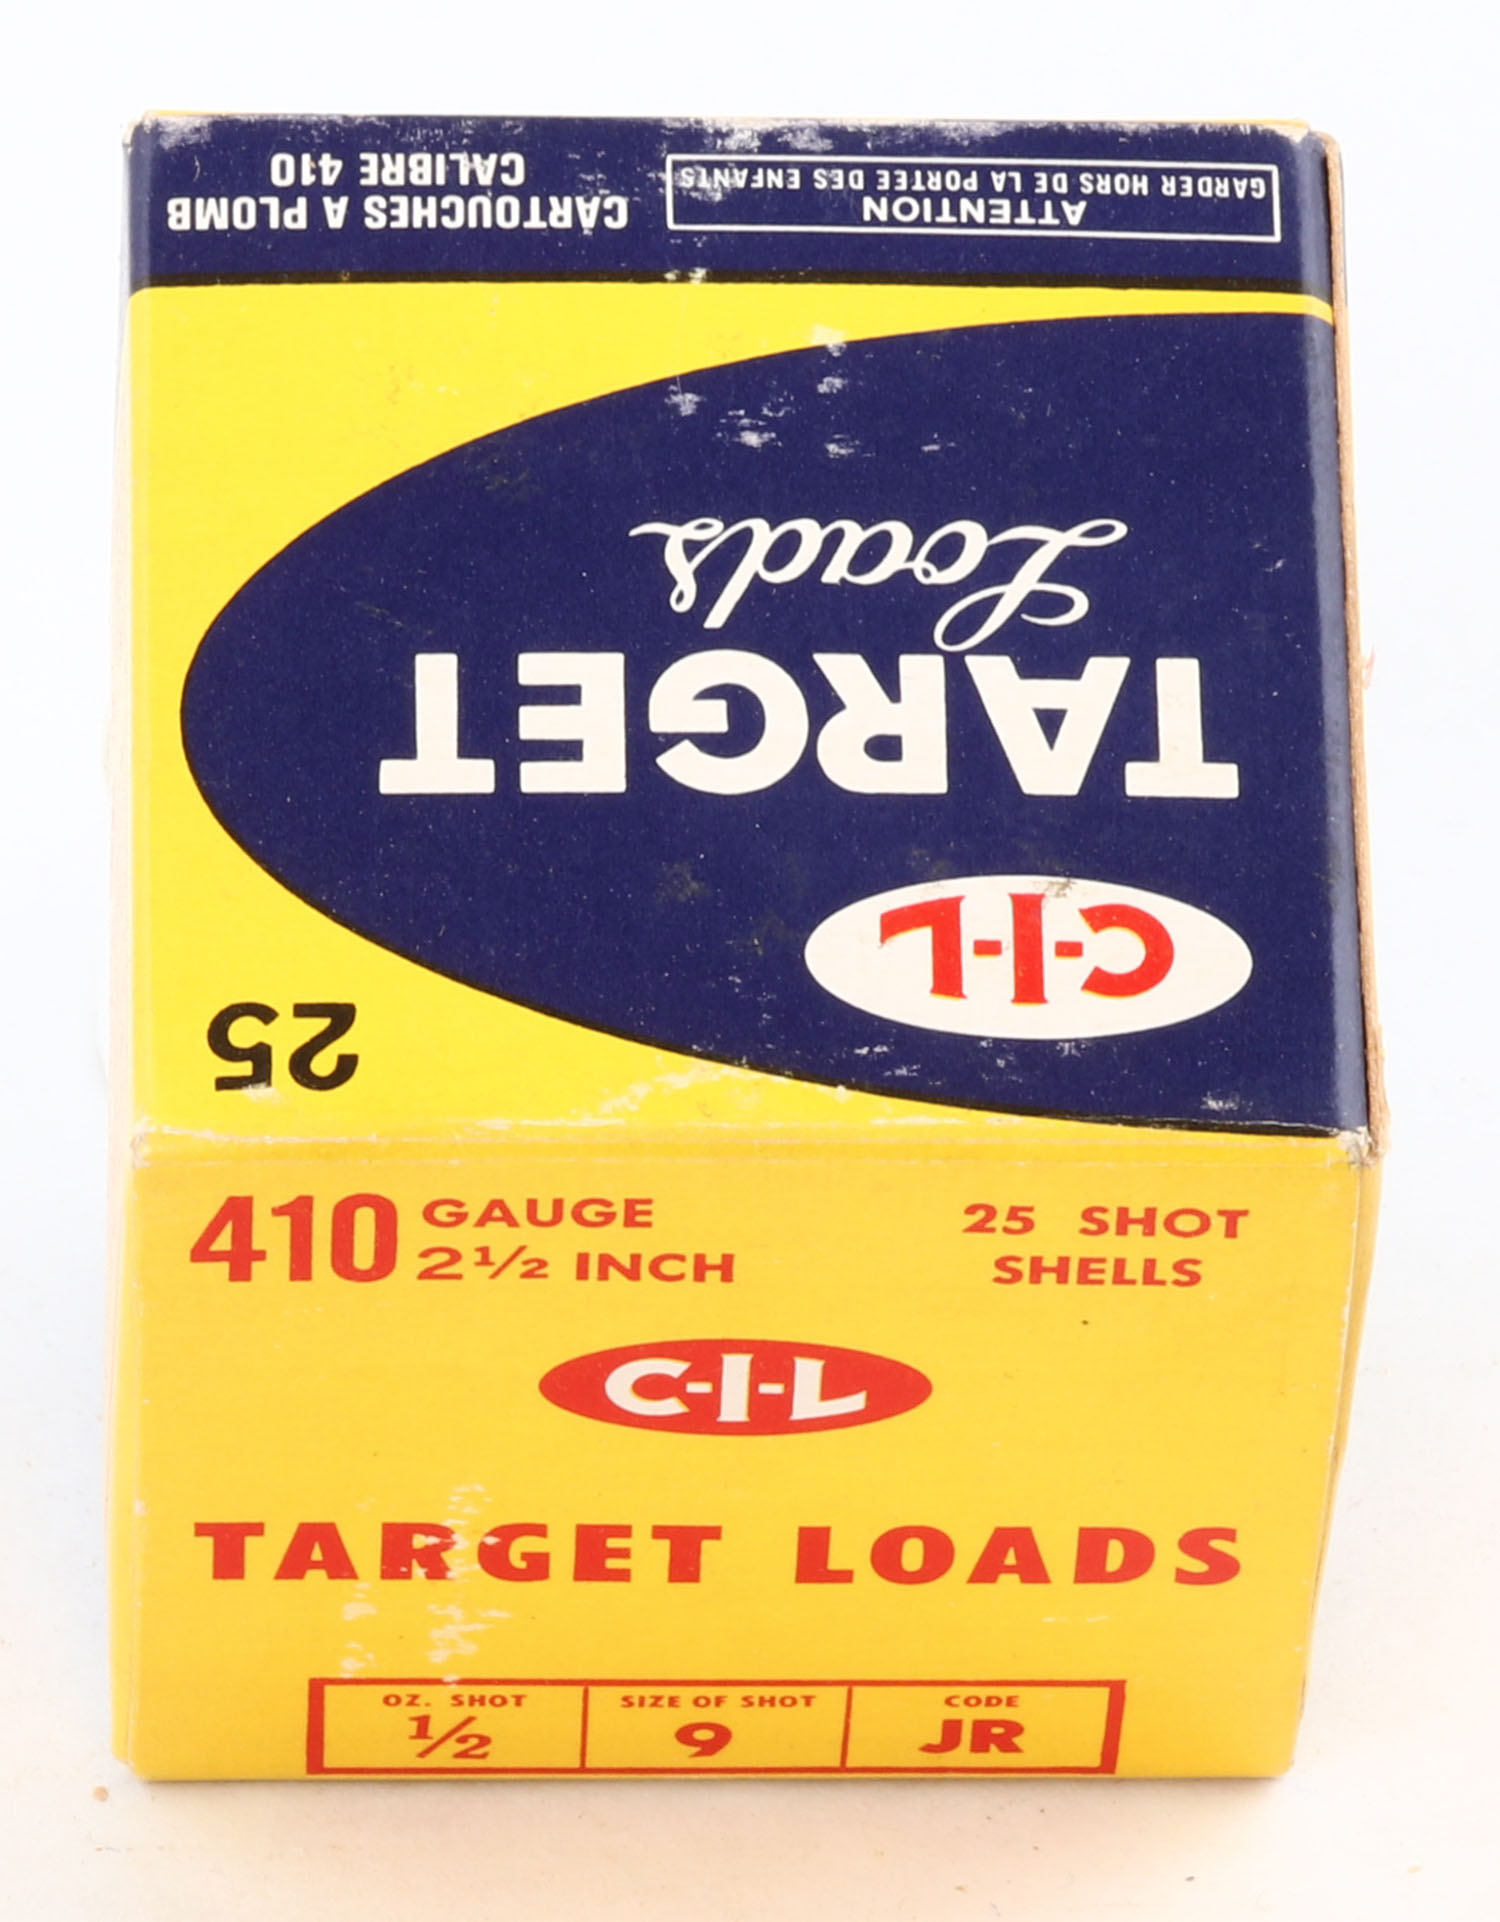 C-I-L
TARGET
Loads
25
ATTENTION
GARDER HORS DE LA PORTEE DES ENFANTS
CARTOUCHES A PLOMB
CALIBRE 410
410 GAUGE
2½ INCH
25 SHOT
SHELLS
C-I-L
TARGET LOADS
OZ. SHOT
½
SIZE OF SHOT
9
CODE
JR